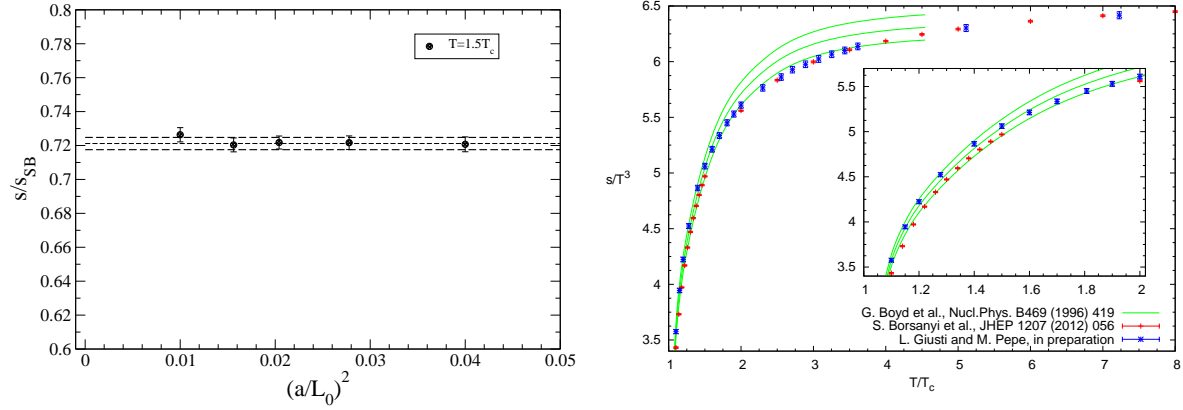 0.8
0.78
0.76
0.74
0.72
0.7
0.68
0.66
0.64
0.62
0.6
s/s_SB
T=1.5T_c
0 0.01 0.02 0.03 0.04 0.05
(a/L_0)^2
6.5
6
5.5
5
4.5
4
3.5
s/T^3
5.5
5
4.5
4
3.5
1 1.2 1.4 1.6 1.8 2
G. Boyd et al., Nucl.Phys. B469 (1996) 419
S. Borsanyi et al., JHEP 1207 (2012) 056
L. Giusti and M. Pepe, in preparation
1 2 3 4 5 6 7 8
T/T_c